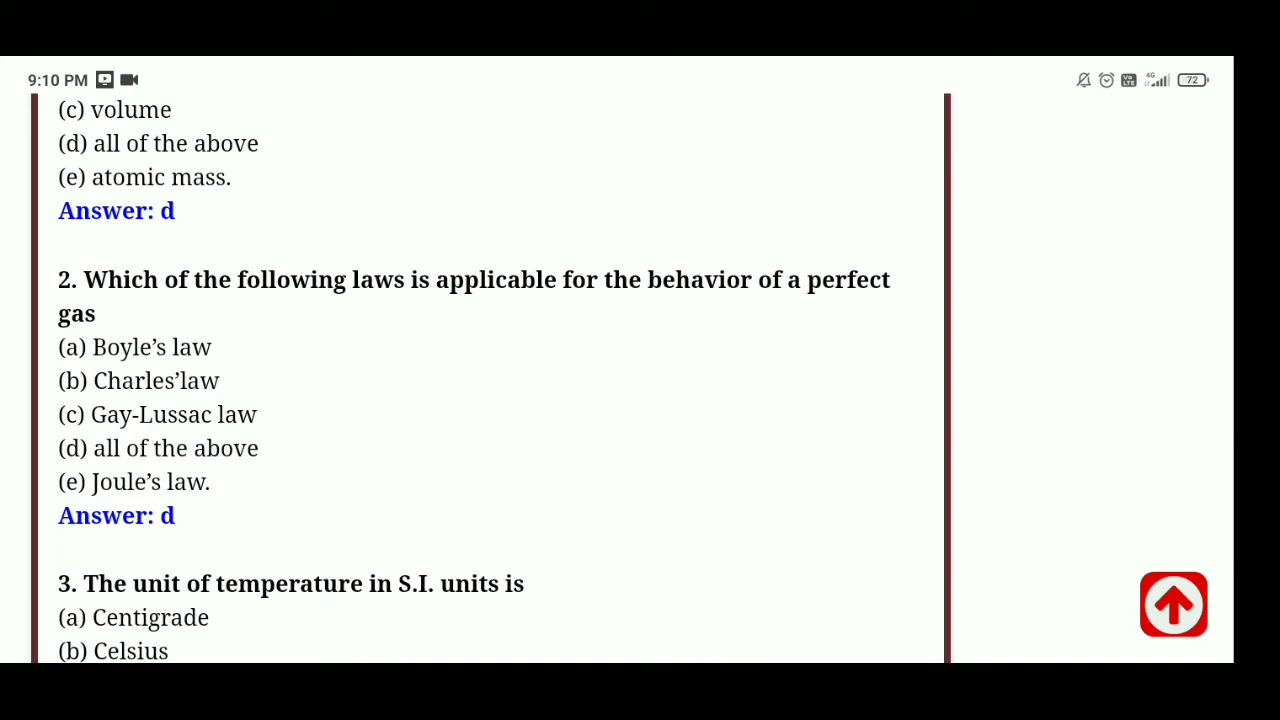 9:10 PM
4G
72
(c) volume
(d) all of the above
(e) atomic mass.
Answer: d
2. Which of the following laws is applicable for the behavior of a perfect
gas
(a) Boyle’s law
(b) Charles’law
(c) Gay-Lussac law
(d) all of the above
(e) Joule’s law.
Answer: d
3. The unit of temperature in S.I. units is
(a) Centigrade
(b) Celsius